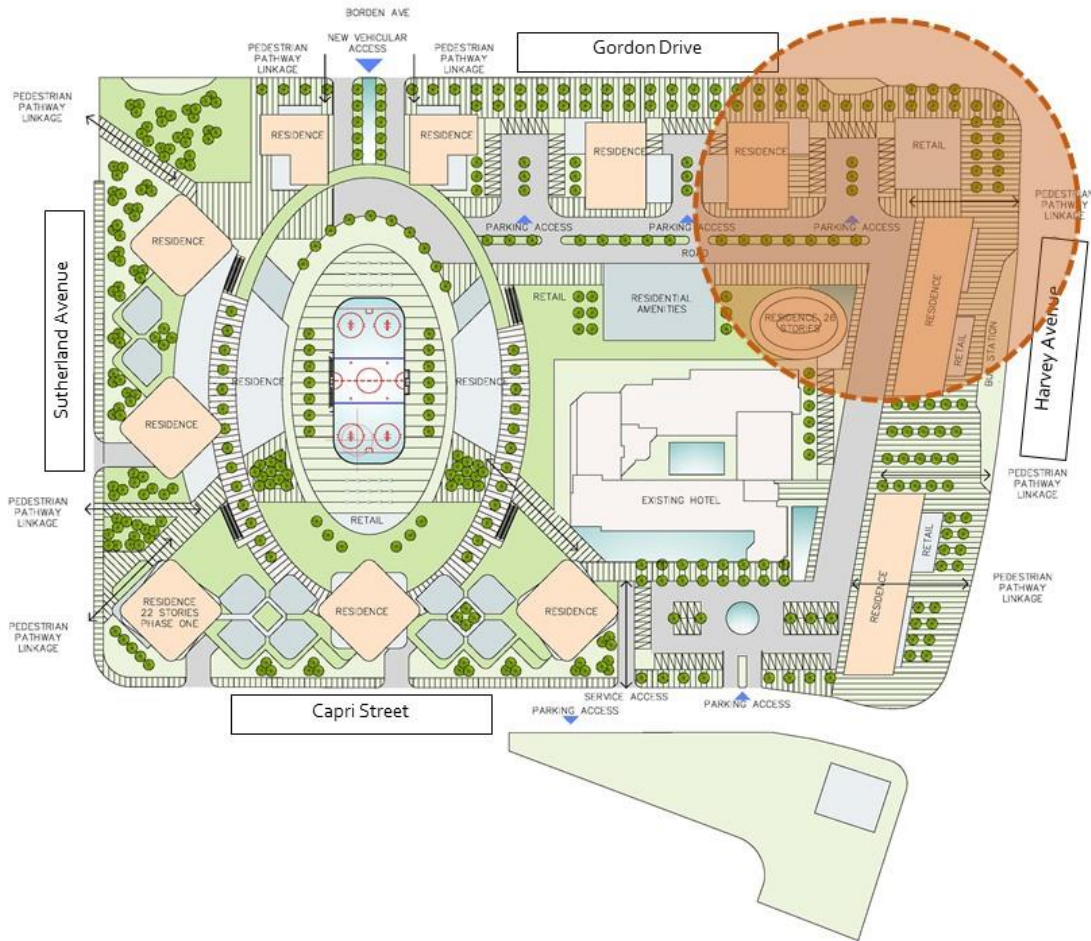 BORDEN AVE
NEW VEHICULAR
ACCESS
Gordon Drive
PEDESTRIAN
PATHWAY
LINKAGE
PEDESTRIAN
PATHWAY
LINKAGE
PEDESTRIAN
PATHWAY
LINKAGE
RESIDENCE
RESIDENCE
RESIDENCE
RESIDENCE
RETAIL
PEDESTRIAN
PATHWAY
LINKAGE
PARKING ACCESS
PARKING ACCESS
PARKING ACCESS
RESIDENCE
ROAD
Sutherland Avenue
RETAIL
RESIDENTIAL
AMENITIES
RESIDENCE 26
STORIES
RESIDENCE
RETAIL
BUS STATION
Harvey Avenue
RESIDENCE
RESIDENCE
RESIDENCE
PEDESTRIAN
PATHWAY
LINKAGE
EXISTING HOTEL
PEDESTRIAN
PATHWAY
LINKAGE
RETAIL
RETAIL
RESIDENCE
PEDESTRIAN
PATHWAY
LINKAGE
RESIDENCE
22 STORIES
PHASE ONE
RESIDENCE
RESIDENCE
PEDESTRIAN
PATHWAY
LINKAGE
SERVICE ACCESS
PARKING ACCESS
PARKING ACCESS
Capri Street